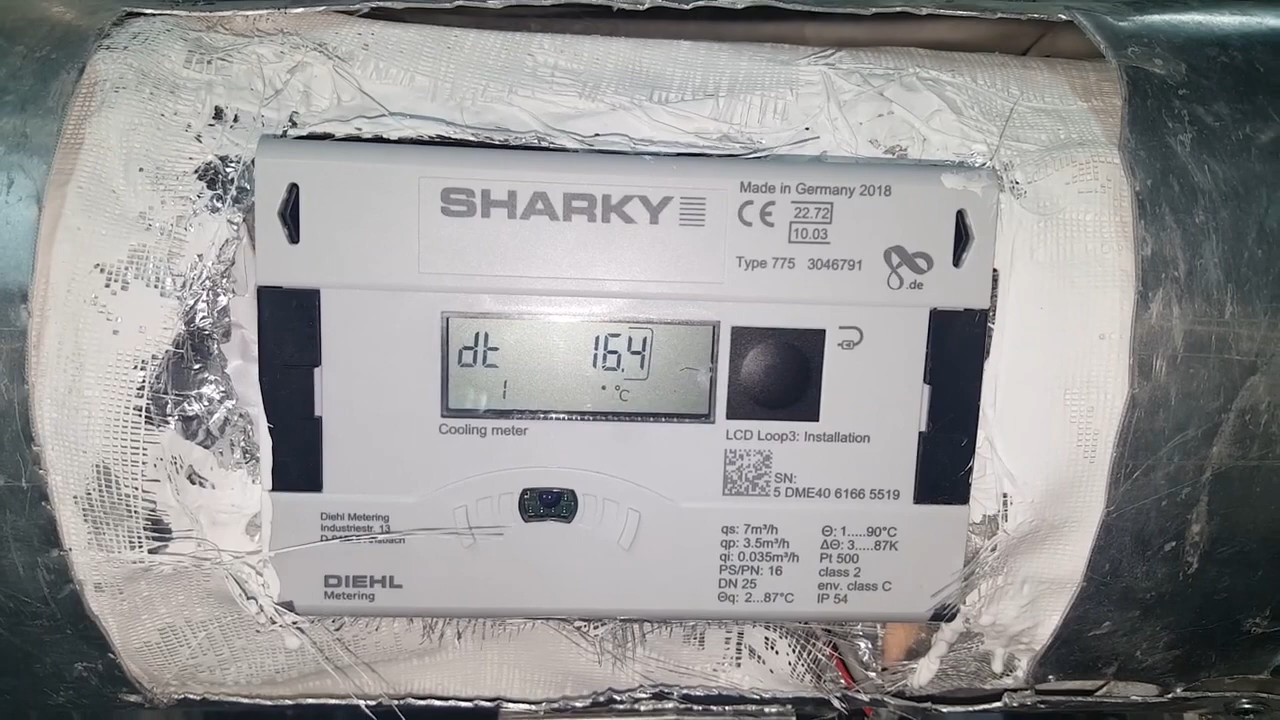 SHARKY
Made in Germany 2018
CE
22.72
10.03
Type 775 3046791
.de
dt 16.4
1 °C
Cooling meter
LCD Loop3: Installation
SN:
5 DME40 6166 5519
Diehl Metering
Industriestr. 13
DIEHL
Metering
qs: 7m³/h
qp: 3.5m³/h
qi: 0.035m³/h
PS/PN: 16
DN 25
Θq: 2...87°C
Θ: 1.....90°C
ΔΘ: 3....87K
Pt 500
class 2
env. class C
IP 54